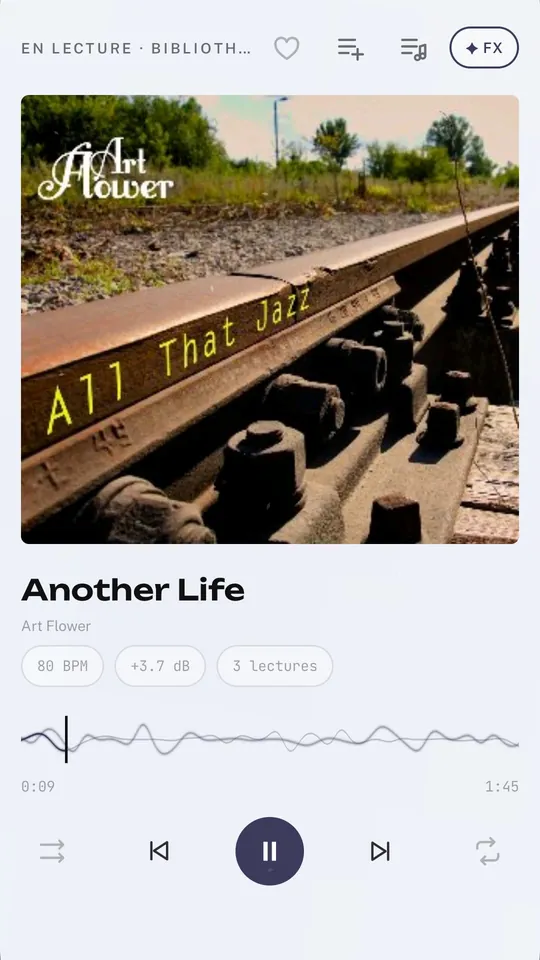 EN LECTURE · BIBLIOTH…
FX
Art
Flower
All That Jazz
Another Life
Art Flower
80 BPM
+3.7 dB
3 lectures
0:09
1:45